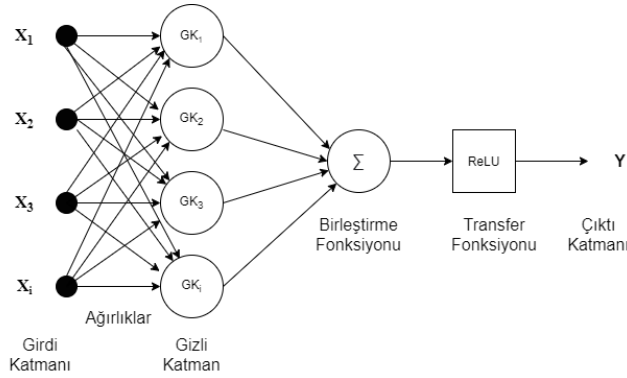 X1
GK1
X2
GK2
Σ
ReLU
Y
X3
GK3
Birleştirme
Fonksiyonu
Transfer
Fonksiyonu
Çıktı
Katmanı
Xi
GKi
Ağırlıklar
Girdi
Katmanı
Gizli
Katman